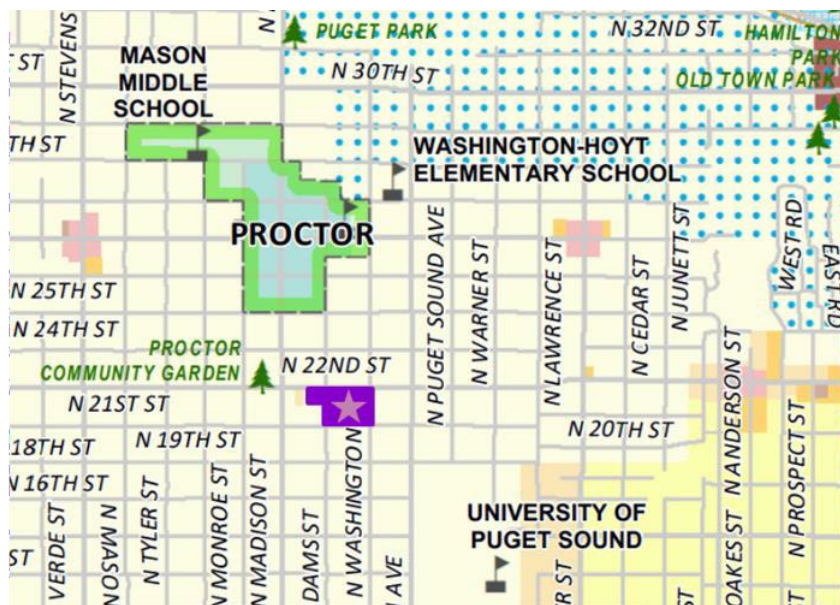 N STEVENS
N
PUGET PARK
N 32ND ST
HAMILTON
PARK
OLD TOWN PARK
ST
MASON
MIDDLE
SCHOOL
N 30TH ST
TH ST
WASHINGTON-HOYT
ELEMENTARY SCHOOL
PROCTOR
N PUGET SOUND AVE
N WARNER ST
N LAWRENCE ST
N CEDAR ST
N JUNETT ST
WEST RD
EAST RD
N 25TH ST
N 24TH ST
PROCTOR
COMMUNITY GARDEN
N 22ND ST
N 21ST ST
N 20TH ST
N ANDERSON ST
N PROSPECT ST
18TH ST
N 19TH ST
N 16TH ST
ST
VERDE ST
N MASON
N TYLER ST
N MONROE ST
N MADISON ST
DAMS ST
N WASHINGTON
AVE
UNIVERSITY OF
PUGET SOUND
R ST
ST
OAKES ST